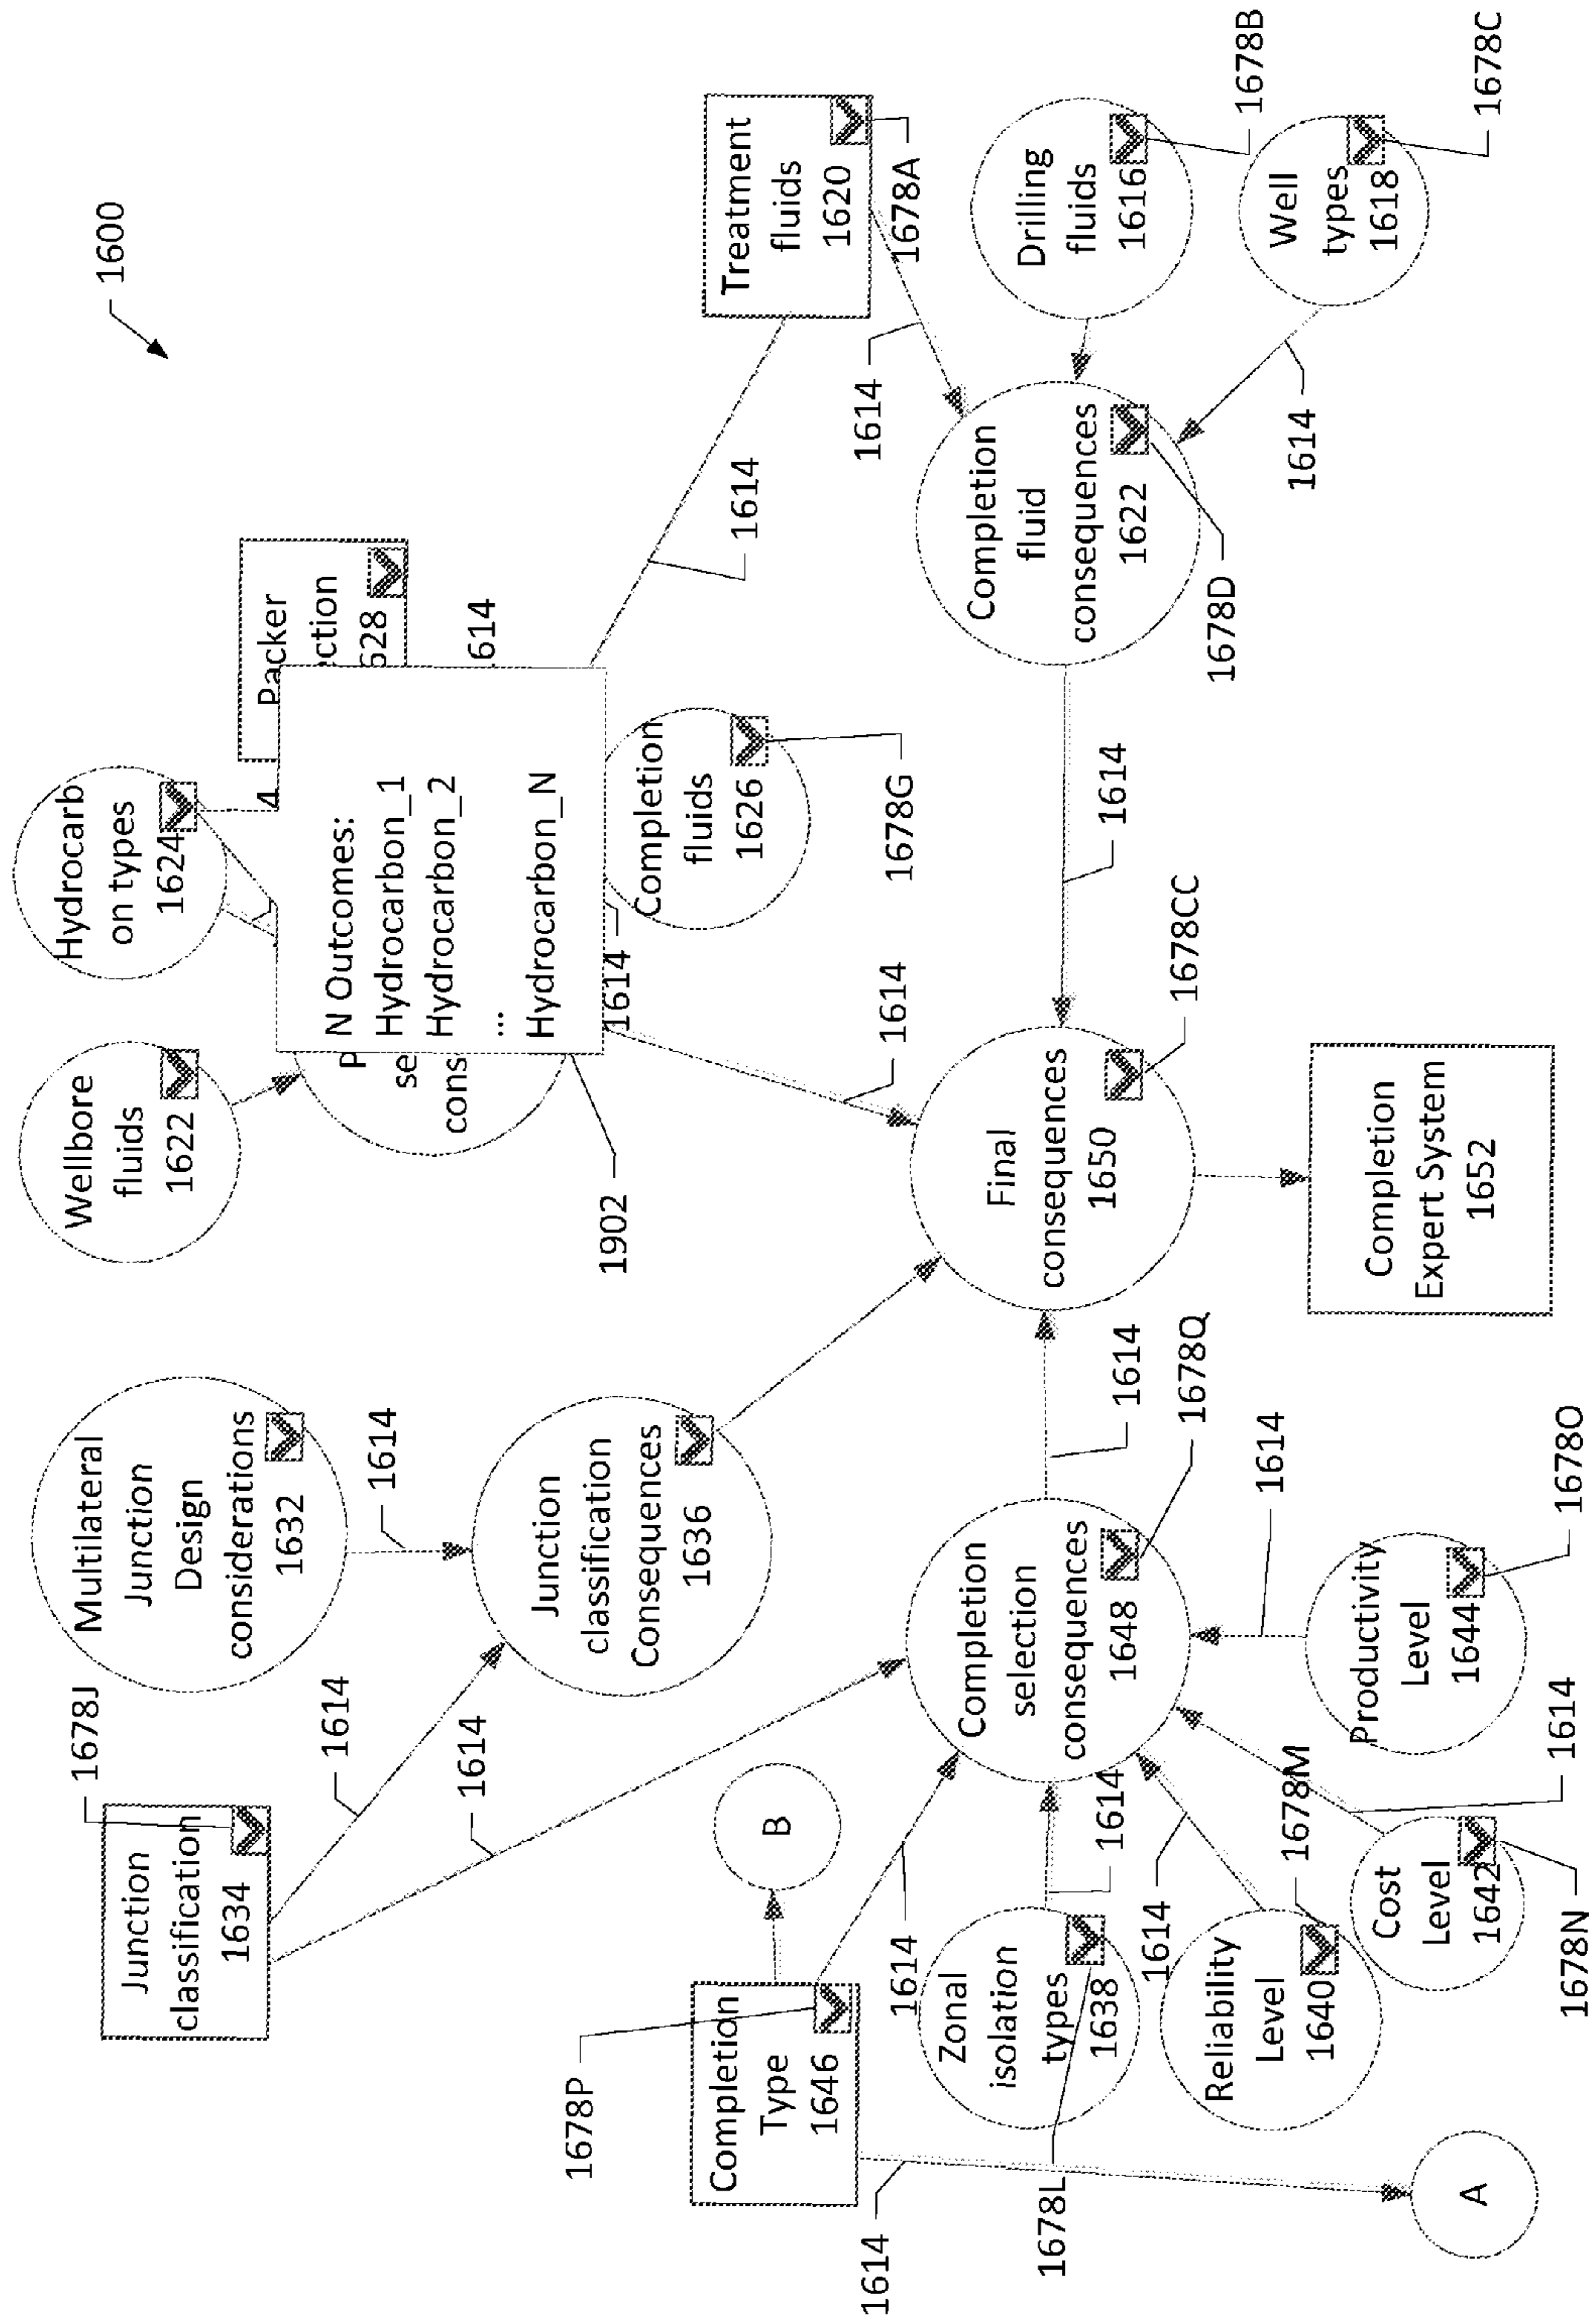 1600
Hydrocarb
on types
1624
Wellbore
fluids
1622
Packer
ction
628
614
4
N Outcomes:
Hydrocarbon_1
Hydrocarbon_2
...
Hydrocarbon_N
P
se
cons
1902
1614
1614
Completion
fluids
1626
1678G
1614
Treatment
fluids
1620
1678A
1614
Drilling
fluids
1616
1678B
Well
types
1618
1678C
1614
Completion
fluid
consequences
1622
1678D
1614
Multilateral
Junction
Design
considerations
1632
1614
Junction
classification
1634
1678J
1614
1614
Junction
classification
Consequences
1636
Final
consequences
1650
1678CC
Completion
Expert System
1652
Completion
selection
consequences
1648
1678Q
1614
B
Completion
Type
1646
1678P
1614
1614
A
Zonal
isolation
types
1638
1678L
1614
Reliability
Level
1640
1678M
1614
Cost
Level
1642
1678N
1614
Productivity
Level
1644
1678O
1614